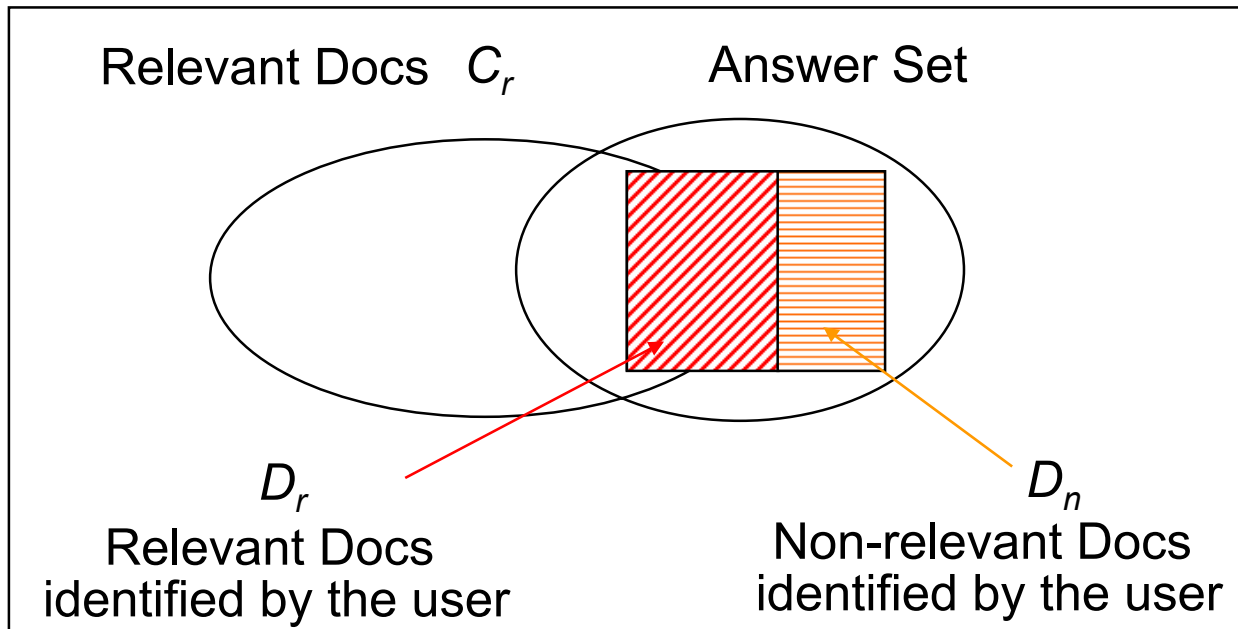 Relevant Docs C_r
Answer Set
D_r
Relevant Docs
identified by the user
D_n
Non-relevant Docs
identified by the user